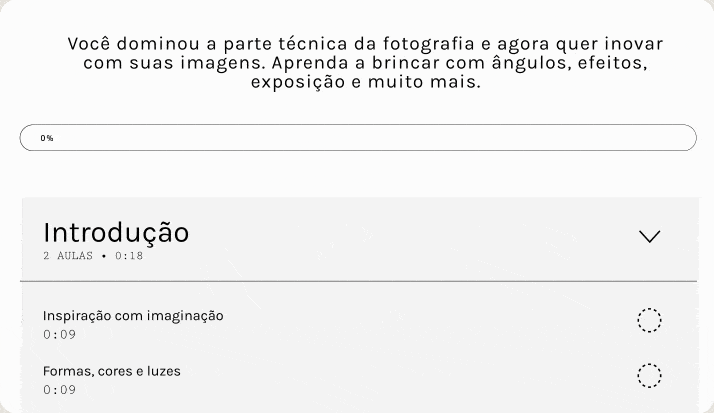 Você dominou a parte técnica da fotografia e agora quer inovar
com suas imagens. Aprenda a brincar com ângulos, efeitos,
exposição e muito mais.
0%
Introdução
2 AULAS • 0:18
Inspiração com imaginação
0:09
Formas, cores e luzes
0:09